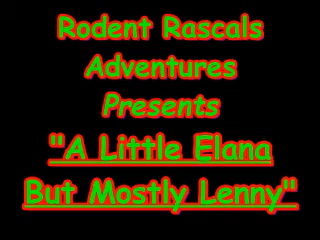 Rodent Rascals
Adventures
Presents
"A Little Elana
But Mostly Lenny"